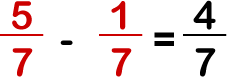 5/7 - 1/7 = 4/7